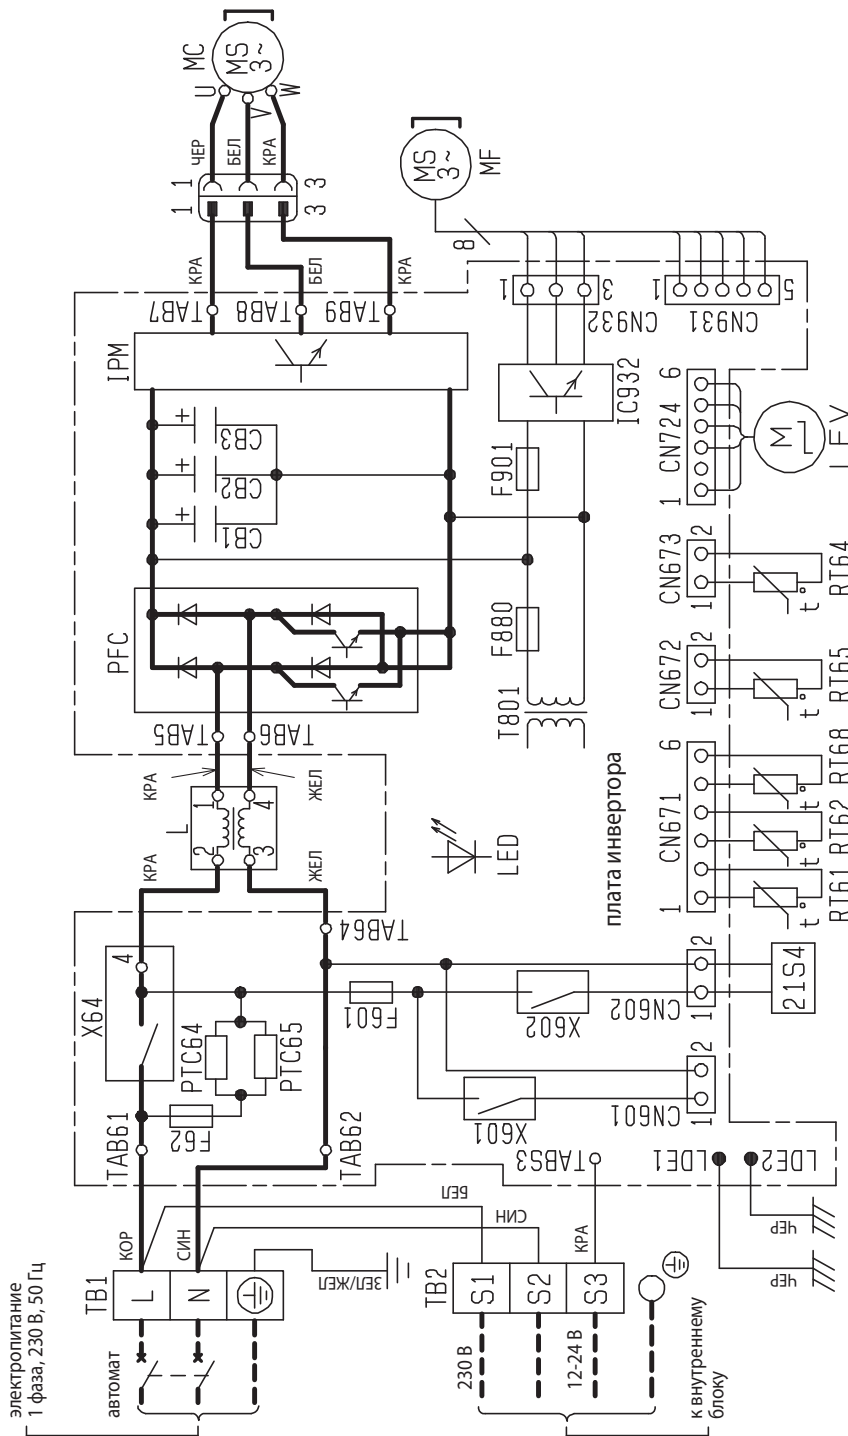 MC
MS
3~
U
V
W
ЧЕР
БЕЛ
КРА
1
3
1
3
КРА
БЕЛ
КРА
TAB7
TAB8
TAB9
IPM
MS
3~
MF
8
1
3
CN932
1
5
CN931
IC932
CB3
CB2
CB1
F901
F880
T801
PFC
TAB5
TAB6
6
CN724
1
M
LEV
2
CN673
1
t°
RT64
2
CN672
1
t°
RT65
6
CN671
1
t°
RT68
t°
RT62
t°
RT61
плата инвертора
КРА
ЖЕЛ
L
1
4
2
3
КРА
ЖЕЛ
LED
TAB64
X64
4
PTC64
PTC65
F601
F62
TAB61
TAB62
X602
CN602
2
1
21S4
X601
CN601
2
1
TABS3
LDE1
LDE2
БЕЛ
СИН
КРА
ЧЕР
ЧЕР
КОР
СИН
ЗЕЛ/ЖЕЛ
TB1
L
N
TB2
S1
S2
S3
электропитание
1 фаза, 230 В, 50 Гц
автомат
230 В
12-24 В
к внутреннему
блоку